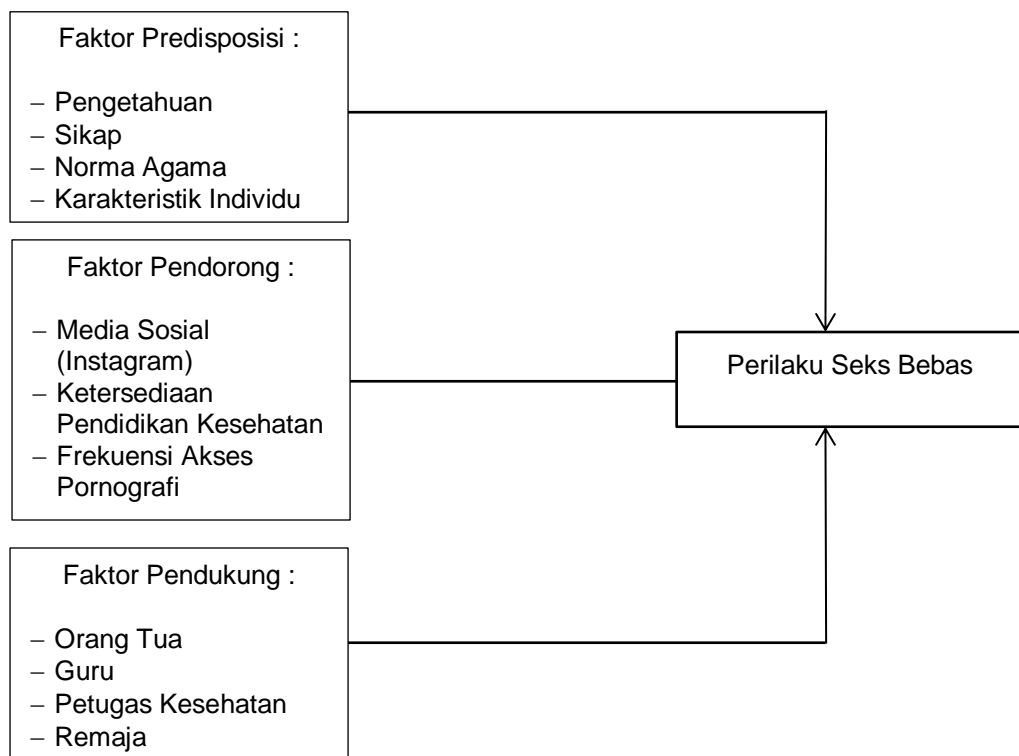 Faktor Predisposisi :
– Pengetahuan
– Sikap
– Norma Agama
– Karakteristik Individu
Faktor Pendorong :
– Media Sosial
(Instagram)
– Ketersediaan
Pendidikan Kesehatan
– Frekuensi Akses
Pornografi
Perilaku Seks Bebas
Faktor Pendukung :
– Orang Tua
– Guru
– Petugas Kesehatan
– Remaja